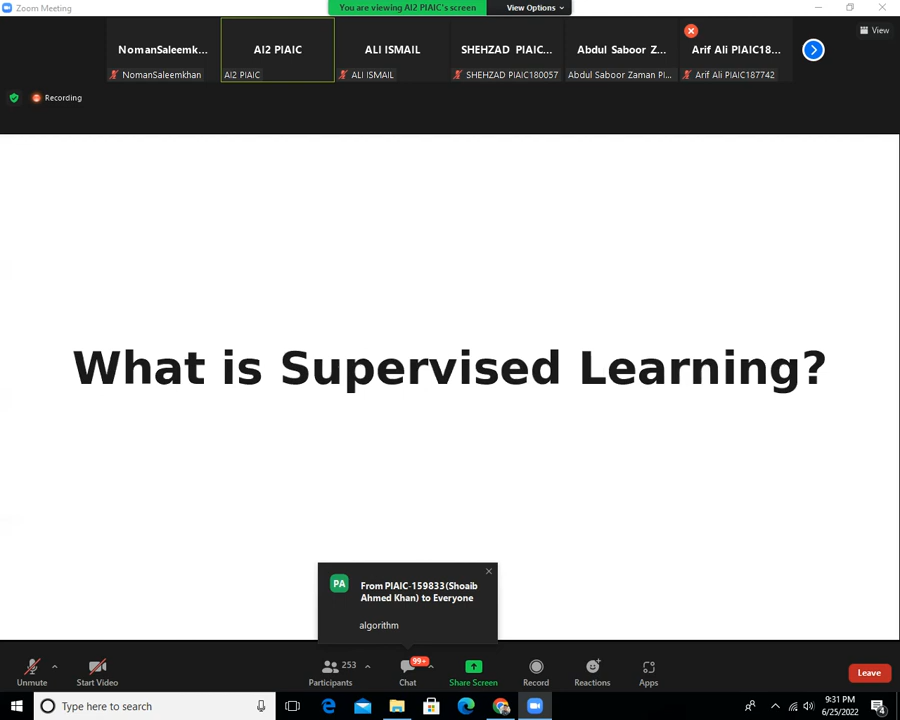 Zoom Meeting
You are viewing AI2 PIAIC's screen
View Options
NomanSaleemk...
AI2 PIAIC
ALI ISMAIL
SHEHZAD PIAIC...
Abdul Saboor Z...
Arif Ali PIAIC18...
View
NomanSaleemkhan
AI2 PIAIC
ALI ISMAIL
SHEHZAD PIAIC180057
Abdul Saboor Zaman PI...
Arif Ali PIAIC187742
Recording
What is Supervised Learning?
PA
From PIAIC-159833(Shoaib
Ahmed Khan) to Everyone
algorithm
Unmute
Start Video
253
Participants
99+
Chat
Share Screen
Record
Reactions
Apps
Leave
Type here to search
9:31 PM
6/25/2022
4